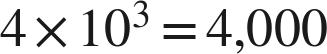 4 × 10³ = 4,000